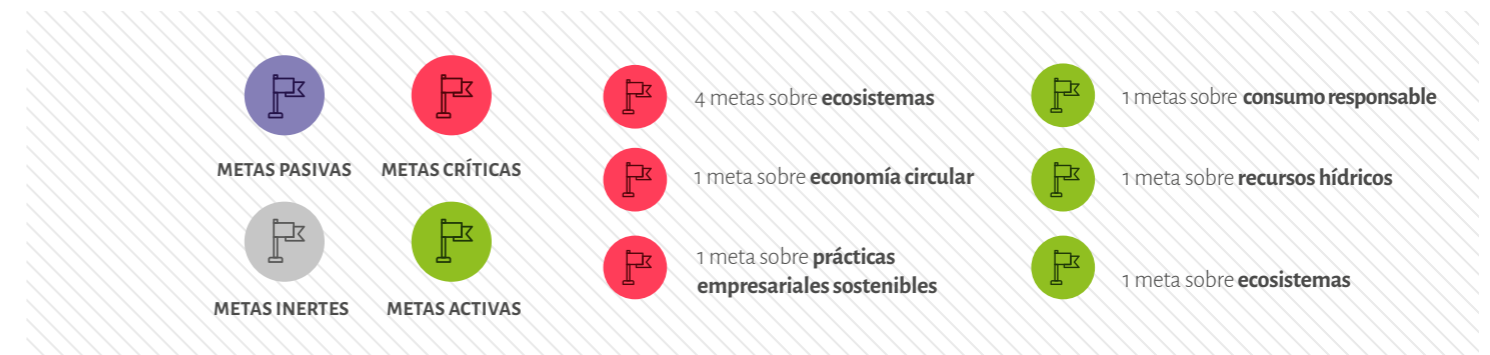 METAS PASIVAS
METAS CRÍTICAS
METAS INERTES
METAS ACTIVAS
4 metas sobre ecosistemas
1 meta sobre economía circular
1 meta sobre prácticas
empresariales sostenibles
1 metas sobre consumo responsable
1 meta sobre recursos hídricos
1 meta sobre ecosistemas